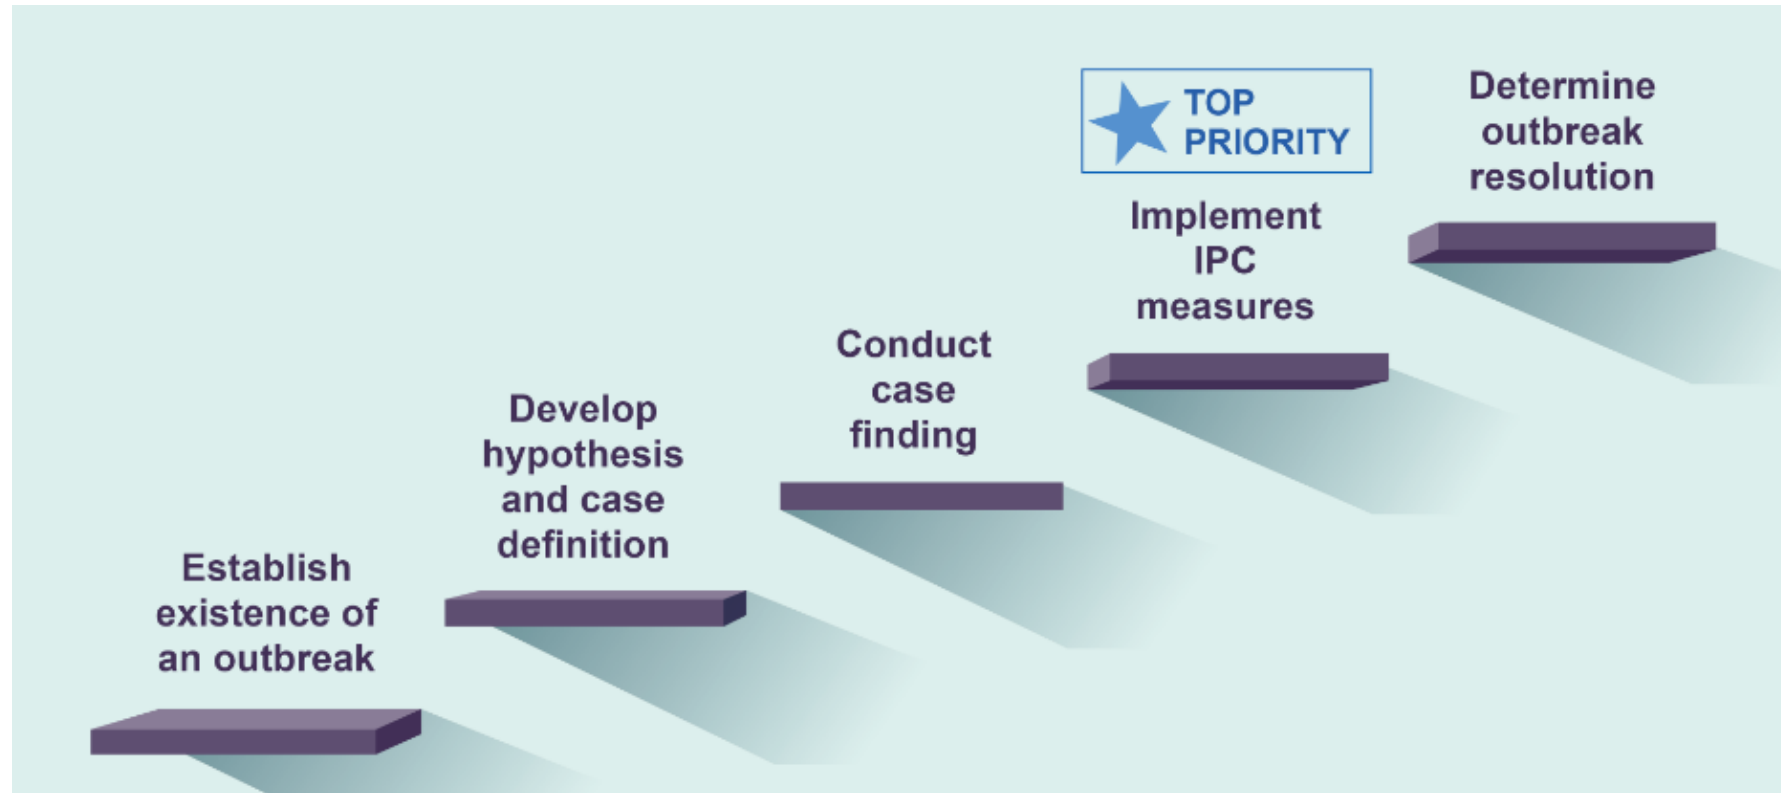 Establish
existence of
an outbreak
Develop
hypothesis
and case
definition
Conduct
case
finding
TOP
PRIORITY
Implement
IPC
measures
Determine
outbreak
resolution